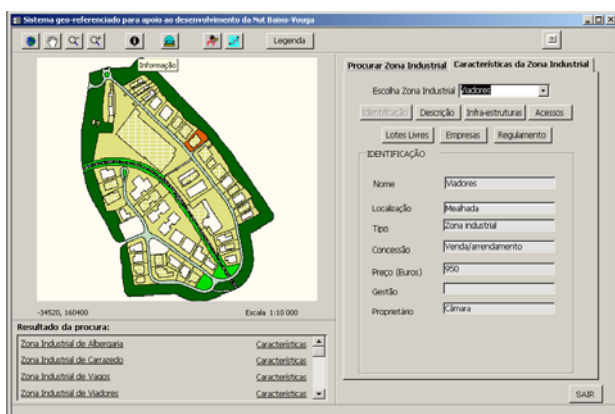 Sistema geo-referenciado para apoio ao desenvolvimento da Nut Baixo-Vouga
Legenda
Informação
Procurar Zona Industrial
Características da Zona Industrial
Escolha Zona Industrial
Viadores
Identificação
Descrição
Infra-estruturas
Acessos
Lotes Livres
Empresas
Regulamento
IDENTIFICAÇÃO
Nome
Viadores
Localização
Mealhada
Tipo
Zona industrial
Concessão
Venda/arrendamento
Preço (Euros)
950
Gestão
Proprietário
Câmara
-34520, 160400
Escala 1:10 000
Resultado da procura:
Zona Industrial de Albergaria
Características
Zona Industrial de Carrazedo
Características
Zona Industrial de Vagos
Características
Zona Industrial de Viadores
Características
SAIR